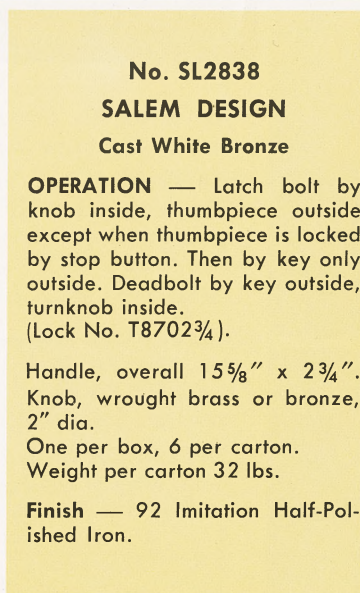 No. SL2838
SALEM DESIGN
Cast White Bronze
OPERATION — Latch bolt by
knob inside, thumbpiece outside
except when thumbpiece is locked
by stop button. Then by key only
outside. Deadbolt by key outside,
turnknob inside.
(Lock No. T8702¾).
Handle, overall 15⅝″ x 2¾″.
Knob, wrought brass or bronze,
2″ dia.
One per box, 6 per carton.
Weight per carton 32 lbs.
Finish — 92 Imitation Half-Pol-
ished Iron.